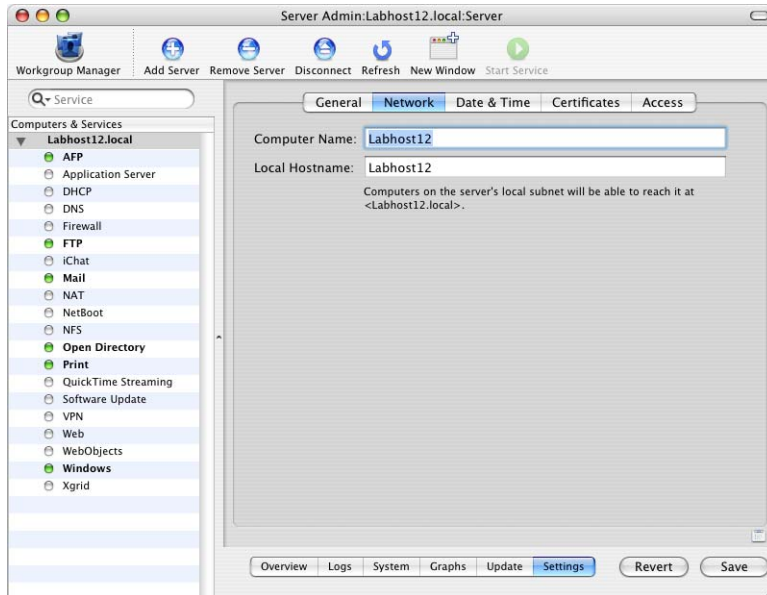 Server Admin:Labhost12.local:Server
Workgroup Manager Add Server Remove Server Disconnect Refresh New Window Start Service
Service
Computers & Services
Labhost12.local
AFP
Application Server
DHCP
DNS
Firewall
FTP
iChat
Mail
NAT
NetBoot
NFS
Open Directory
Print
QuickTime Streaming
Software Update
VPN
Web
WebObjects
Windows
Xgrid
General Network Date & Time Certificates Access
Computer Name: Labhost12
Local Hostname: Labhost12
Computers on the server's local subnet will be able to reach it at
<Labhost12.local>.
Overview Logs System Graphs Update Settings Revert Save